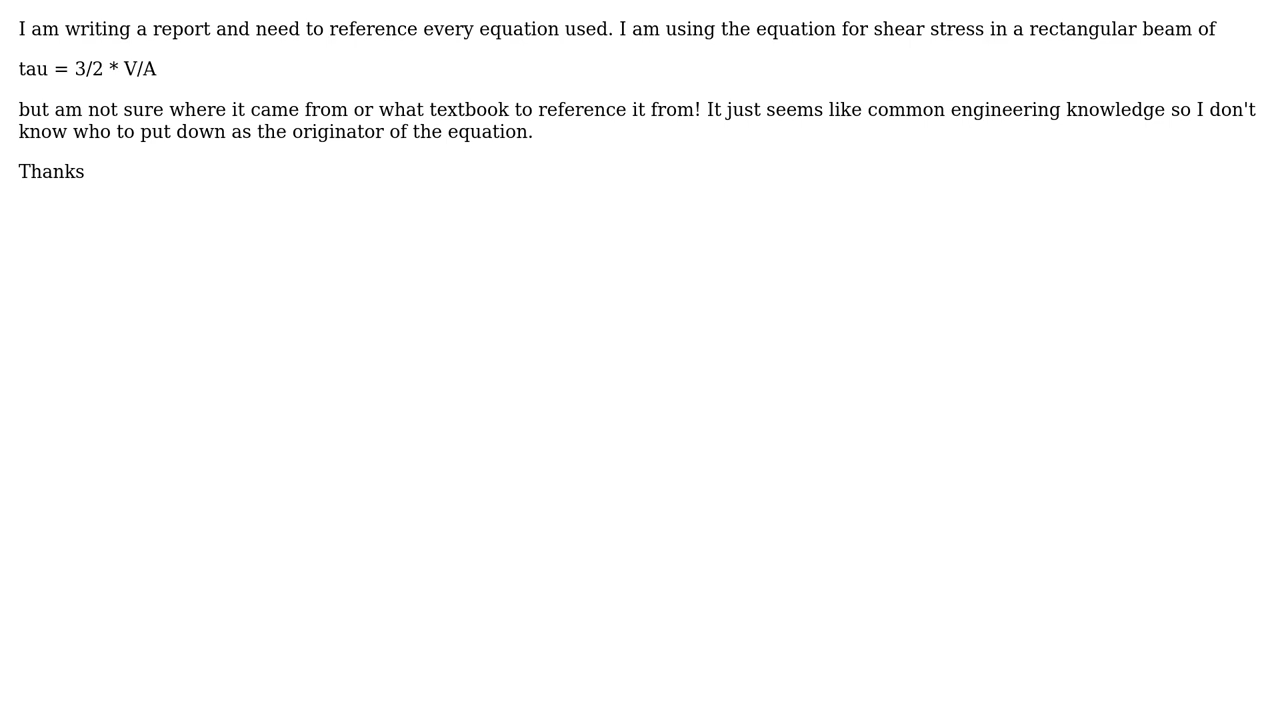 I am writing a report and need to reference every equation used. I am using the equation for shear stress in a rectangular beam of
tau = 3/2 * V/A
but am not sure where it came from or what textbook to reference it from! It just seems like common engineering knowledge so I don't
know who to put down as the originator of the equation.
Thanks